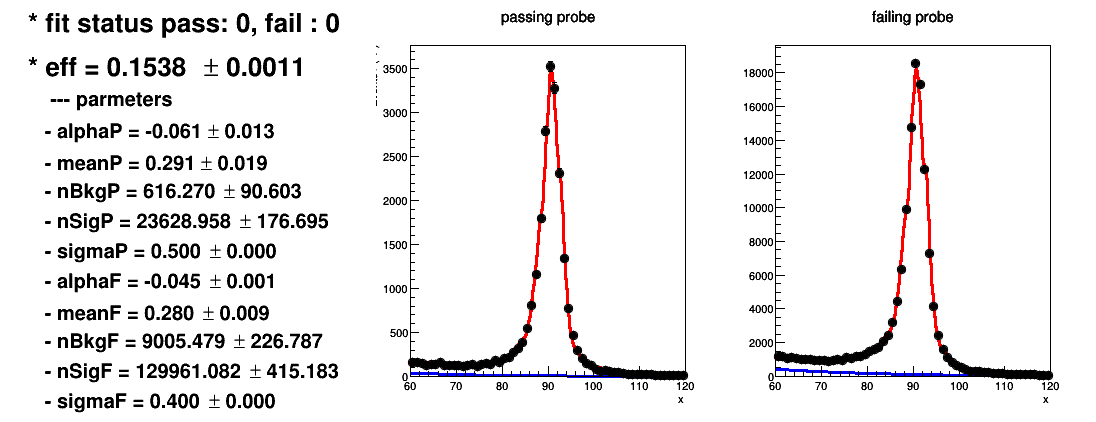 * fit status pass: 0, fail : 0
* eff = 0.1538 ± 0.0011
--- parmeters
- alphaP = -0.061 ± 0.013
- meanP = 0.291 ± 0.019
- nBkgP = 616.270 ± 90.603
- nSigP = 23628.958 ± 176.695
- sigmaP = 0.500 ± 0.000
- alphaF = -0.045 ± 0.001
- meanF = 0.280 ± 0.009
- nBkgF = 9005.479 ± 226.787
- nSigF = 129961.082 ± 415.183
- sigmaF = 0.400 ± 0.000
passing probe
3500
3000
2500
2000
1500
1000
500
0
60 70 80 90 100 110 120
x
failing probe
18000
16000
14000
12000
10000
8000
6000
4000
2000
0
60 70 80 90 100 110 120
x